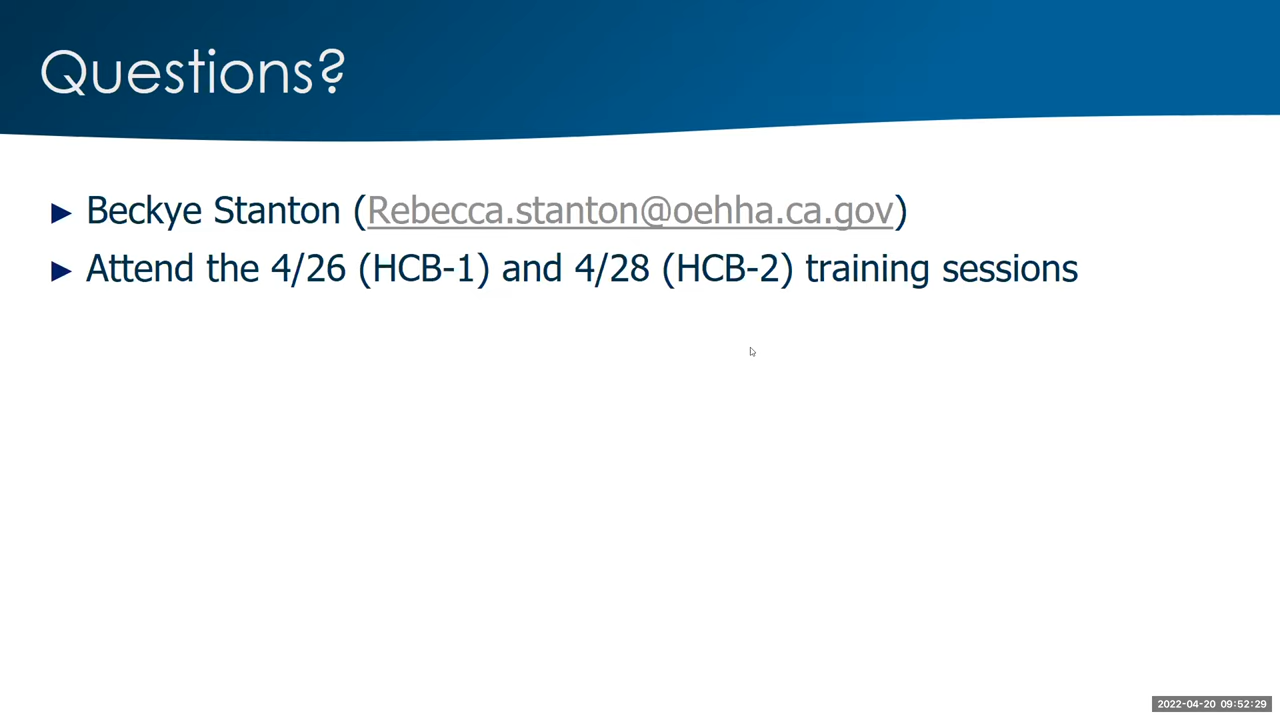 Questions?
► Beckye Stanton (Rebecca.stanton@oehha.ca.gov)
► Attend the 4/26 (HCB-1) and 4/28 (HCB-2) training sessions
2022-04-20 09:52:29